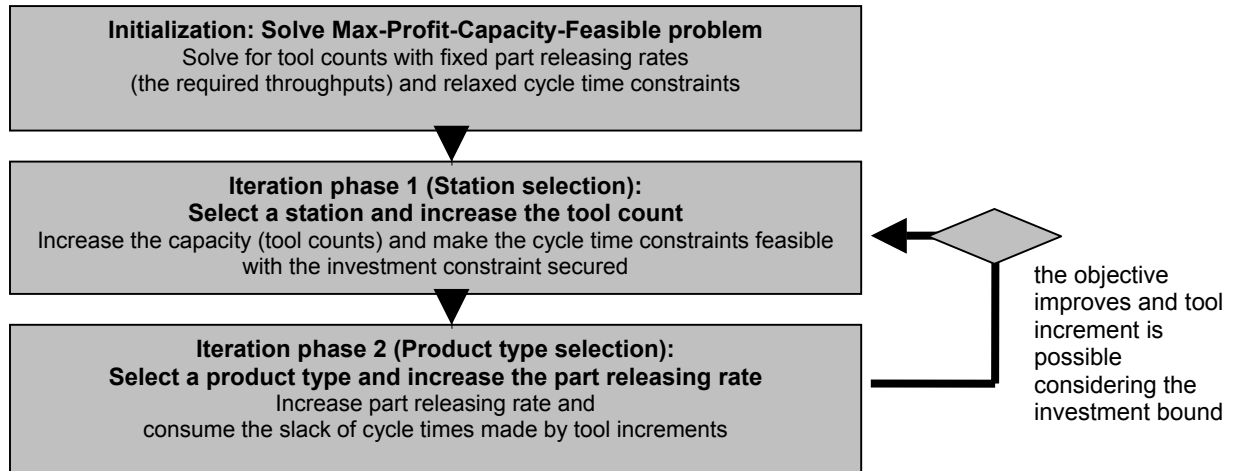 Initialization: Solve Max-Profit-Capacity-Feasible problem
Solve for tool counts with fixed part releasing rates
(the required throughputs) and relaxed cycle time constraints
Iteration phase 1 (Station selection):
Select a station and increase the tool count
Increase the capacity (tool counts) and make the cycle time constraints feasible
with the investment constraint secured
Iteration phase 2 (Product type selection):
Select a product type and increase the part releasing rate
Increase part releasing rate and
consume the slack of cycle times made by tool increments
the objective
improves and tool
increment is
possible
considering the
investment bound